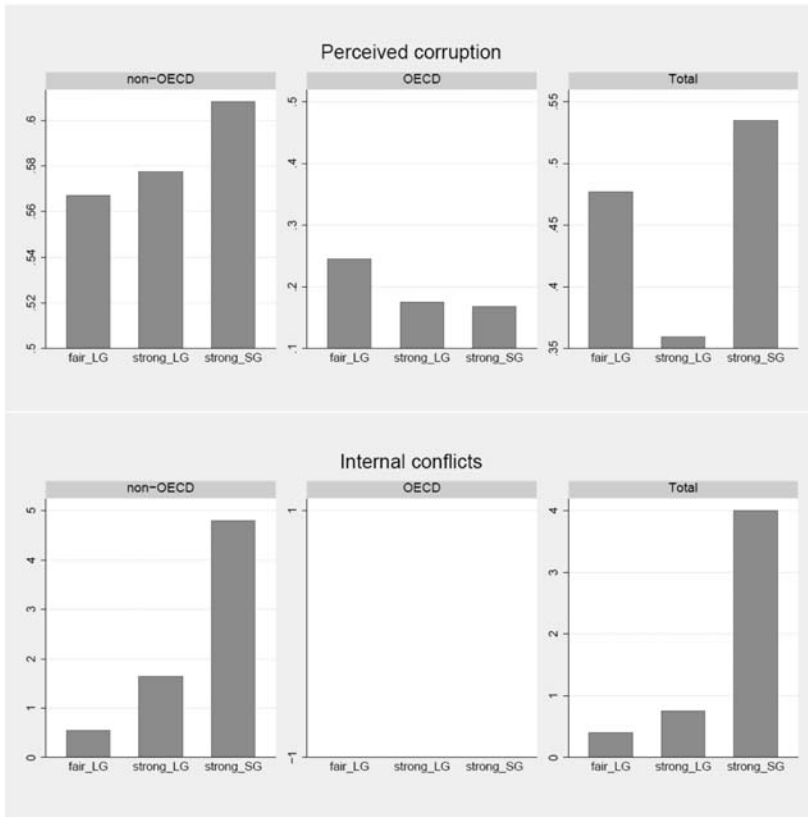 Perceived corruption
non−OECD
OECD
Total
.6
.58
.56
.54
.52
.5
.5
.4
.3
.2
.1
.55
.5
.45
.4
.35
fair_LG strong_LG strong_SG
fair_LG strong_LG strong_SG
fair_LG strong_LG strong_SG
Internal conflicts
non−OECD
OECD
Total
5
4
3
2
1
0
1
−1
4
3
2
1
0
fair_LG strong_LG strong_SG
fair_LG strong_LG strong_SG
fair_LG strong_LG strong_SG